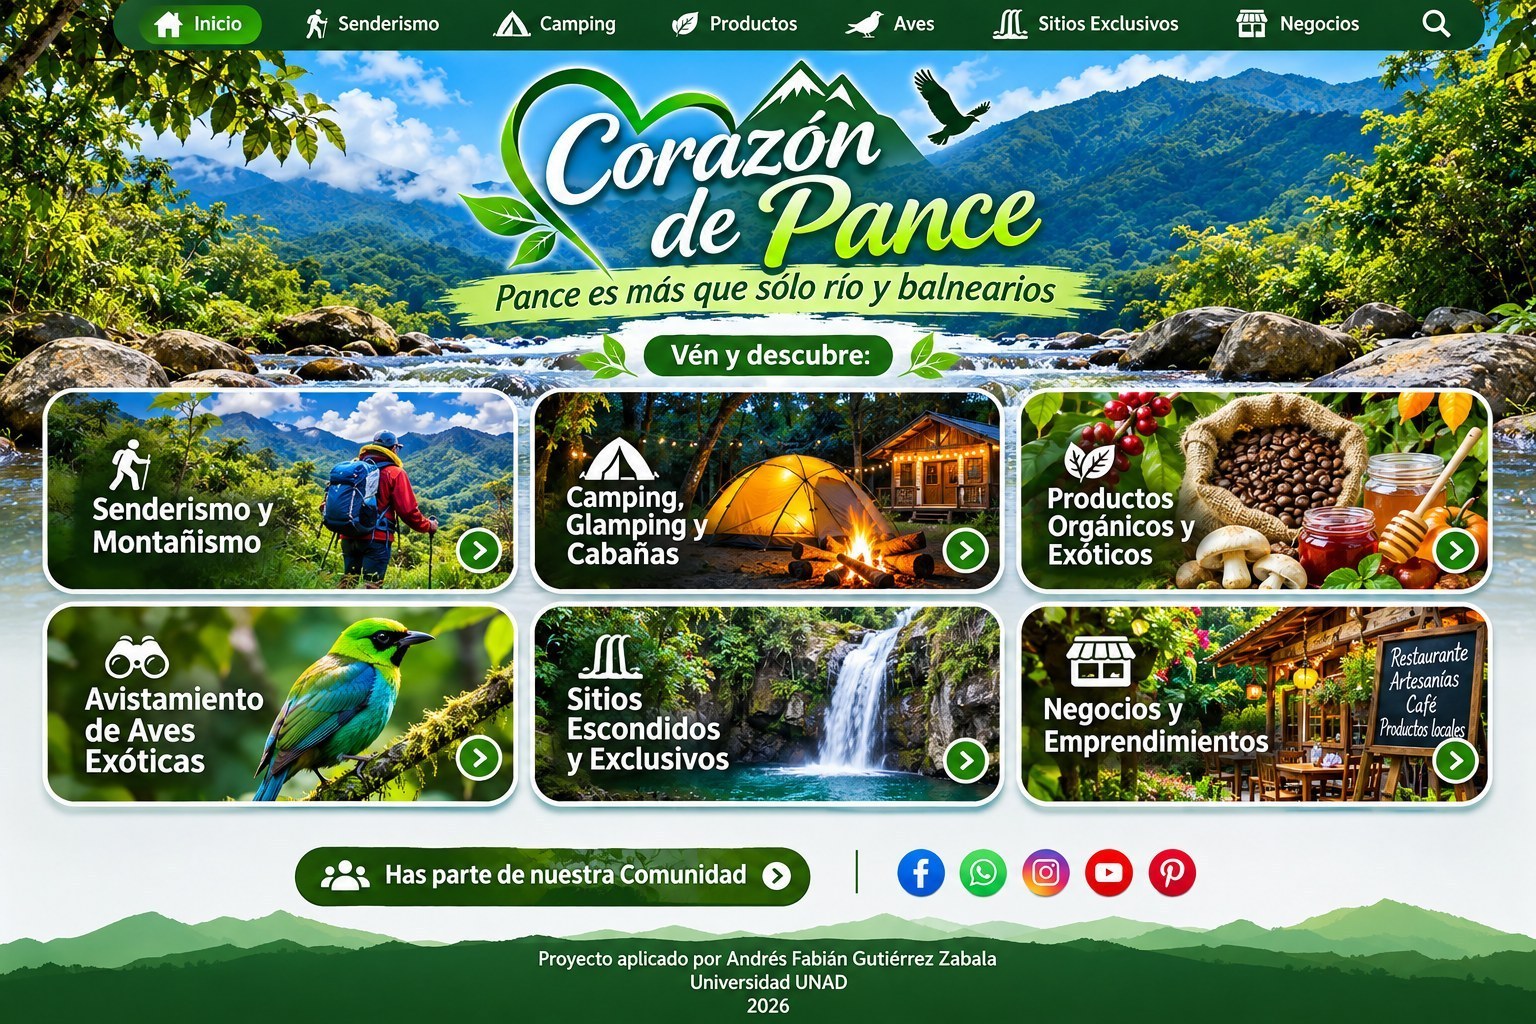 Inicio
Senderismo
Camping
Productos
Aves
Sitios Exclusivos
Negocios
Corazón
de Pance
Pance es más que sólo río y balnearios
Vén y descubre:
Senderismo y
Montañismo
Camping,
Glamping y
Cabañas
Productos
Orgánicos y
Exóticos
Avistamiento
de Aves
Exóticas
Sitios
Escondidos
y Exclusivos
Negocios y
Emprendimientos
Restaurante
Artesanías
Café
Productos locales
Has parte de nuestra Comunidad
Proyecto aplicado por Andrés Fabián Gutiérrez Zabala
Universidad UNAD
2026